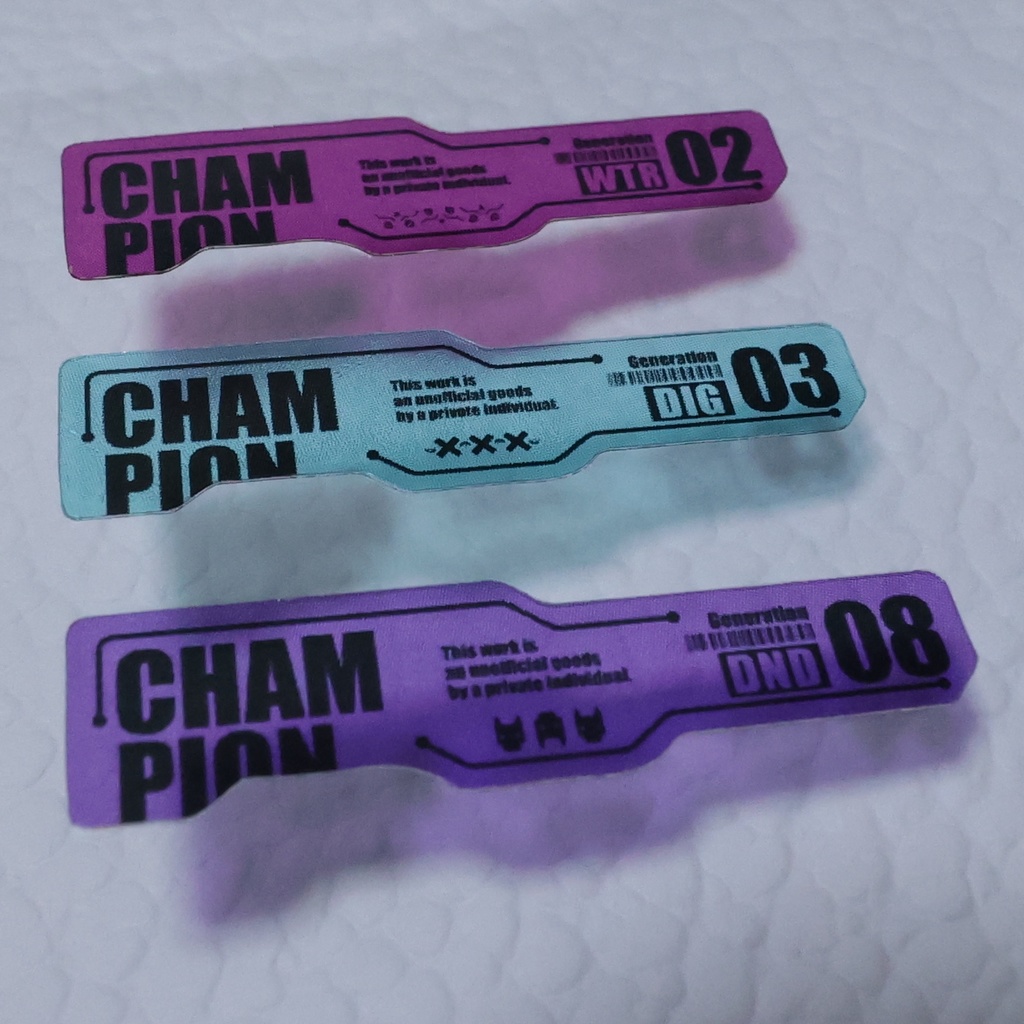 CHAM
PION
This work is
an unofficial goods
by a private individual.
Generation
WTR
02
CHAM
PION
This work is
an unofficial goods
by a private individual.
Generation
DIG
03
CHAM
PION
This work is
an unofficial goods
by a private individual.
Generation
DND
08